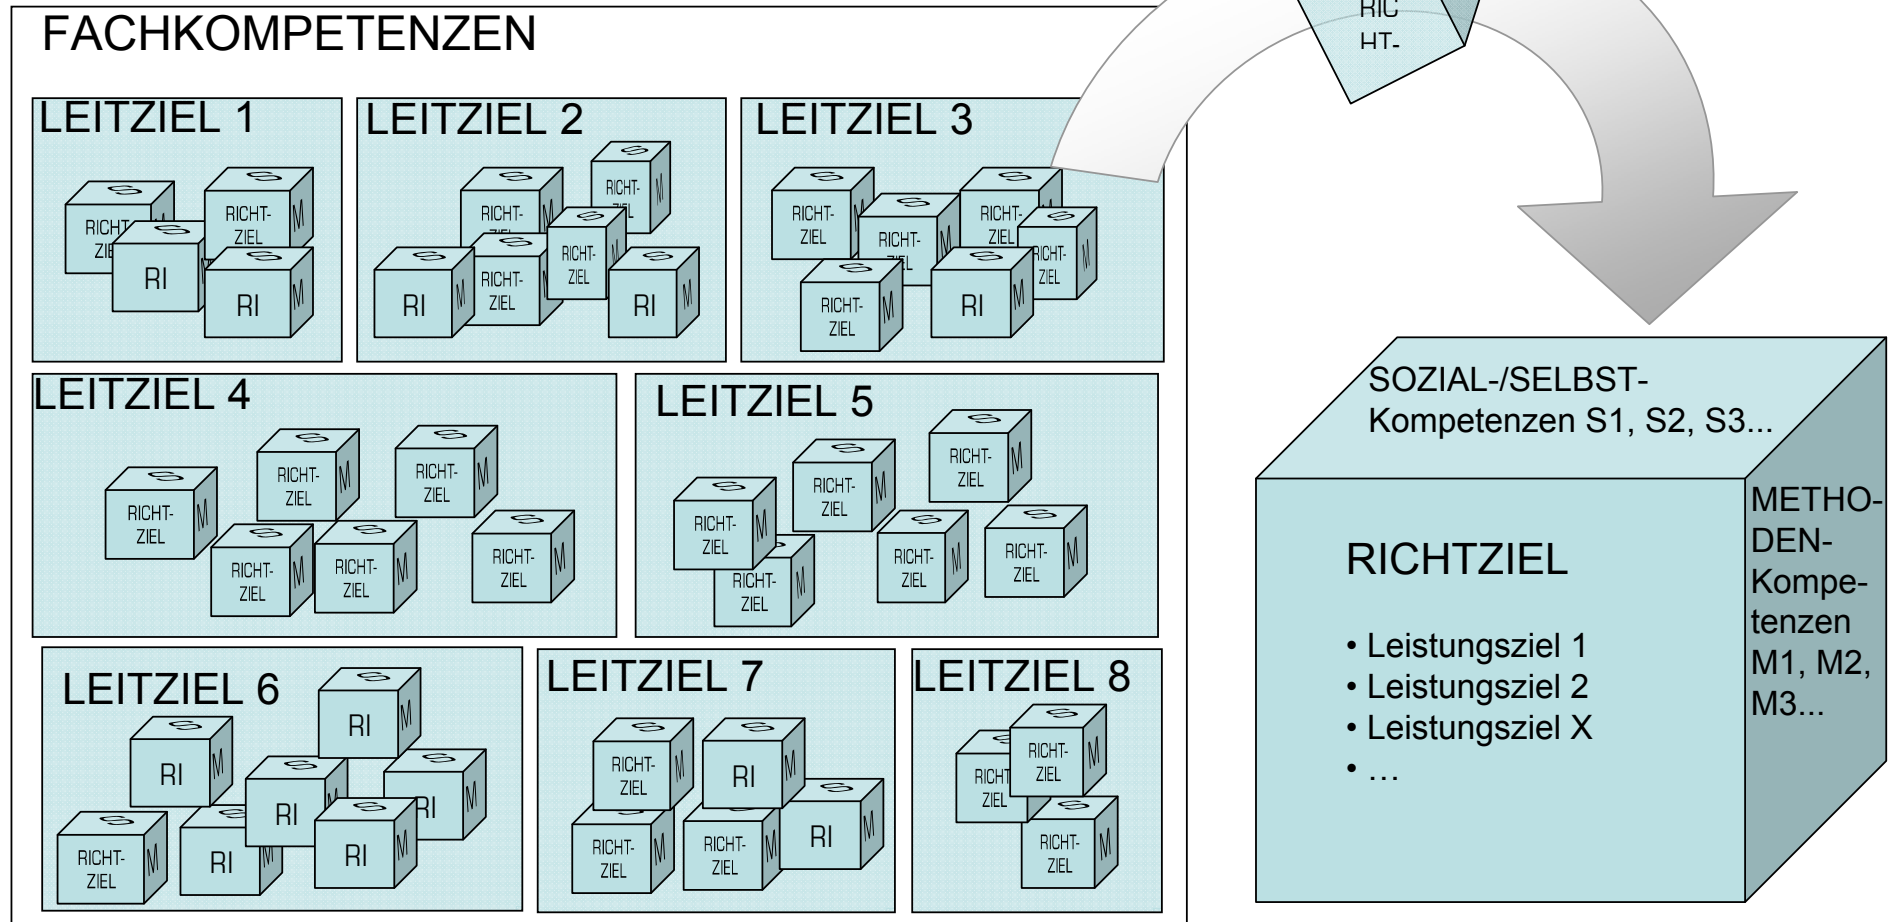 FACHKOMPETENZEN
RIC
HT-
LEITZIEL 1
S
RICHT
ZIE
S
RICHT-
ZIEL
M
S
RI
S
RI
M
LEITZIEL 2
S
RICHT-
M
S
RICHT-
S
RICHT-
ZIEL
S
RI
M
S
RICHT-
ZIEL
S
RI
M
LEITZIEL 3
S
RICHT-
ZIEL
S
RICHT-
S
RICHT-
ZIEL
S
RICHT-
ZIEL
M
S
RICHT-
ZIEL
M
S
RI
M
LEITZIEL 4
S
RICHT-
ZIEL
M
S
RICHT-
ZIEL
M
S
RICHT-
ZIEL
M
S
RICHT-
ZIEL
M
S
RICHT-
ZIEL
M
S
RICHT-
ZIEL
M
LEITZIEL 5
S
RICHT-
ZIEL
M
S
RICHT-
ZIEL
M
S
RICHT-
ZIEL
M
S
RICHT-
ZIEL
M
S
RICHT-
ZIEL
M
S
RICHT-
ZIEL
M
LEITZIEL 6
S
RI
M
S
RI
M
S
RI
S
RI
M
S
RICHT-
ZIEL
M
S
RI
M
S
RI
M
LEITZIEL 7
S
RICHT-
ZIEL
M
S
RI
M
RICHT-
ZIEL
M
S
RICHT-
ZIEL
M
S
RI
M
LEITZIEL 8
S
RICHT
ZIEL
S
RICHT-
ZIEL
M
S
RICHT-
ZIEL
M
SOZIAL-/SELBST-
Kompetenzen S1, S2, S3...
RICHTZIEL
• Leistungsziel 1
• Leistungsziel 2
• Leistungsziel X
• …
METHO-
DEN-
Kompe-
tenzen
M1, M2,
M3...